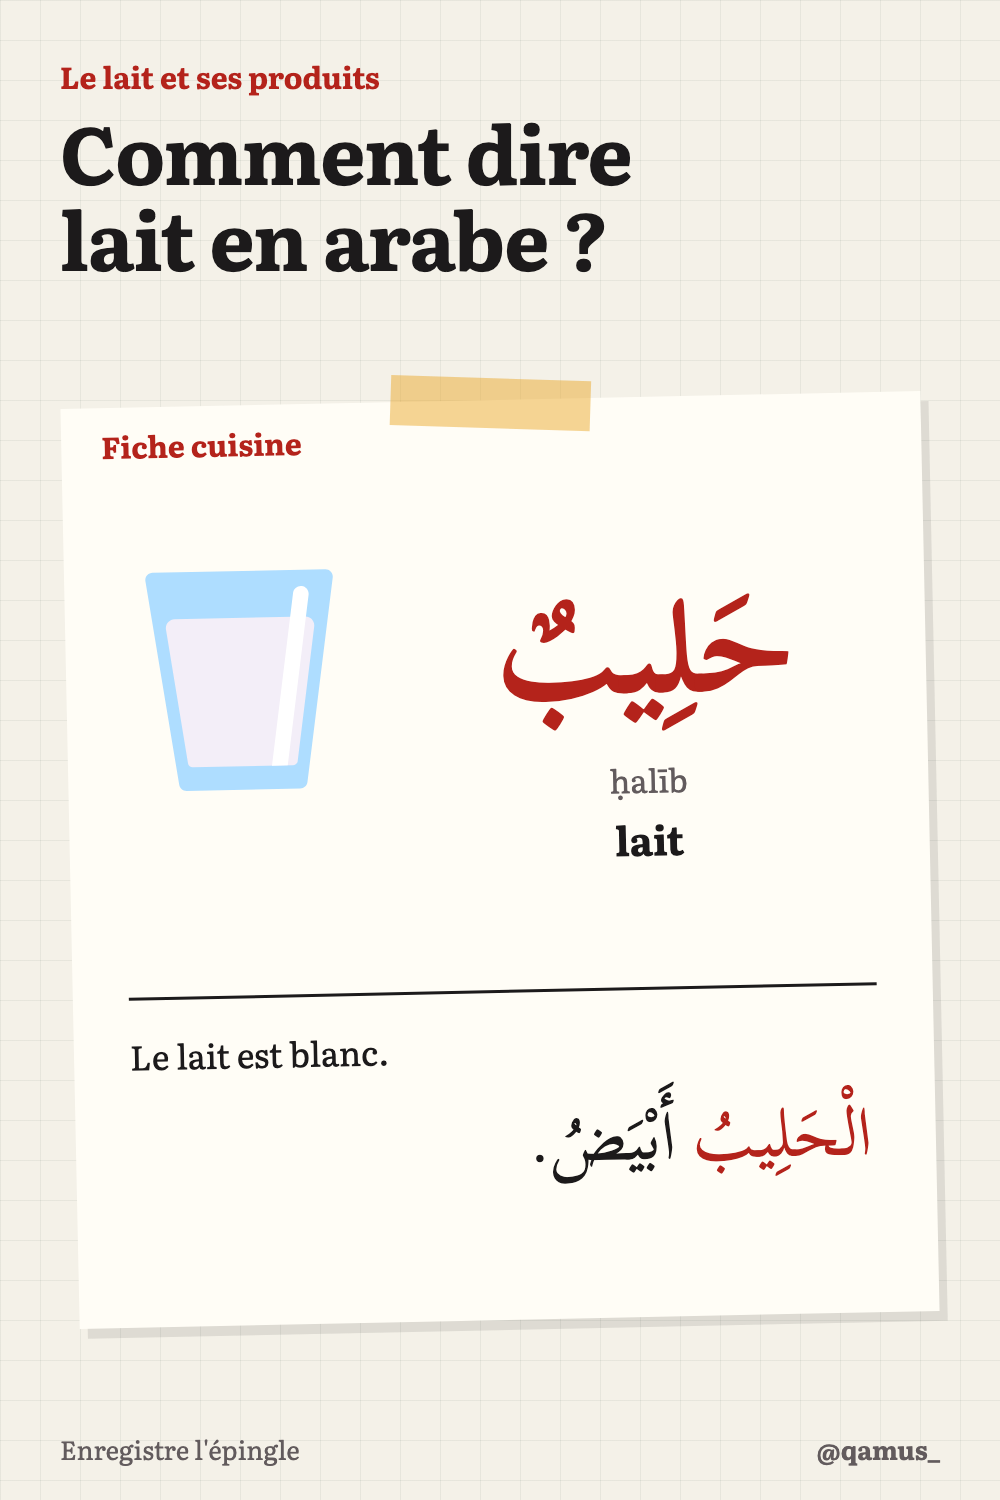 Le lait et ses produits
Comment dire
lait en arabe ?
Fiche cuisine
حَلِيبٌ
ḥalīb
lait
Le lait est blanc.
الْحَلِيبُ أَبْيَضُ.
Enregistre l'épingle
@qamus_